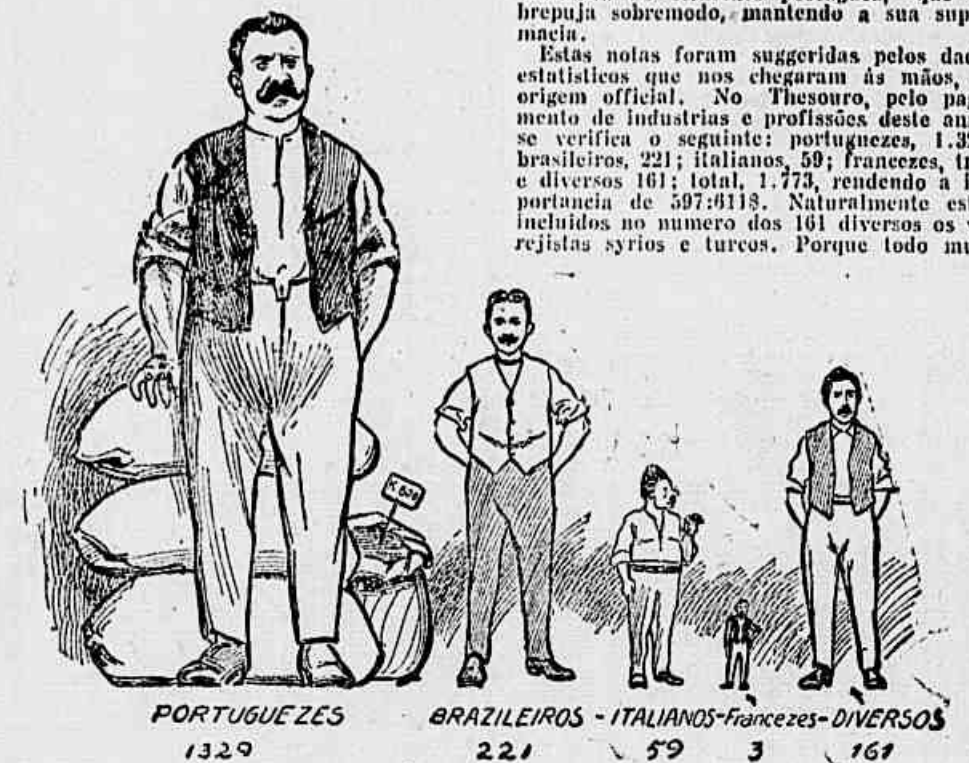 brepuja sobremodo, mantendo a sua sup
macia.
Estas notas foram suggeridas pelos dad
estatisticos que nos chegaram ás mãos,
origem official. No Thesouro, pelo pa
mento de industrias e profissões deste an
se verifica o seguinte: portuguezes, 1.3
brasileiros, 221; italianos, 59; francezes, tr
e diversos 161; total, 1.773, rendendo a i
portancia de 597:611$. Naturalmente es
incluidos no numero dos 161 diversos os v
rejistas syrios e turcos. Porque todo mu
PORTUGUEZES BRAZILEIROS - ITALIANOS - Francezes - DIVERSOS
1329 221 59 3 161